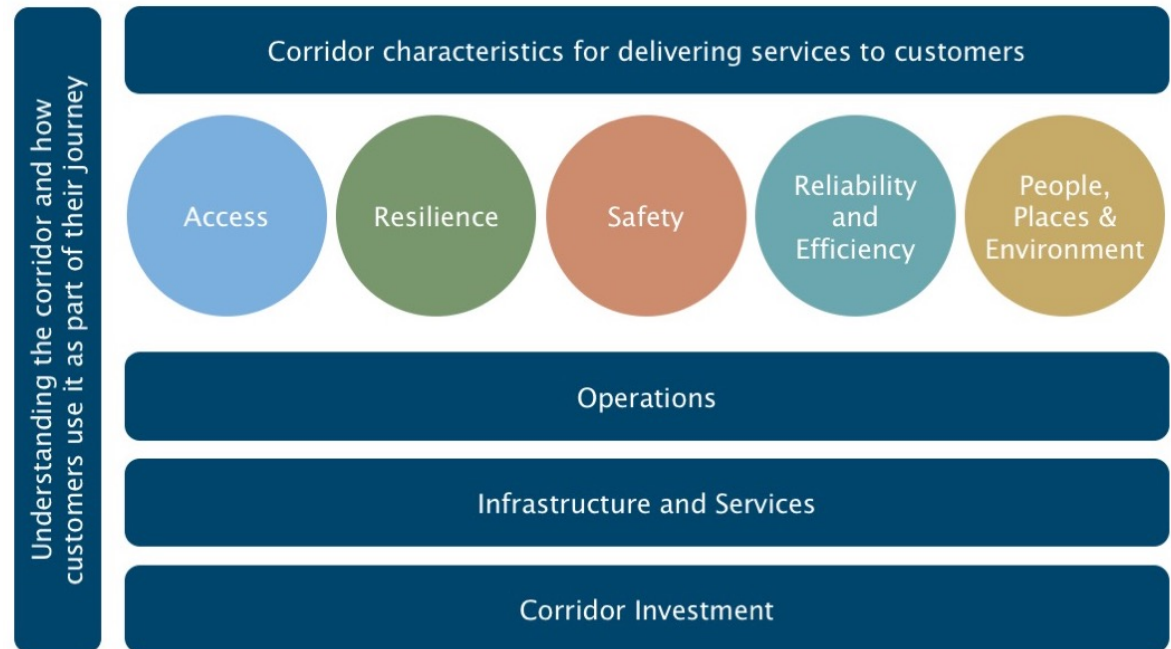 Understanding the corridor and how
customers use it as part of their journey
Corridor characteristics for delivering services to customers
Access
Resilience
Safety
Reliability
and
Efficiency
People,
Places &
Environment
Operations
Infrastructure and Services
Corridor Investment